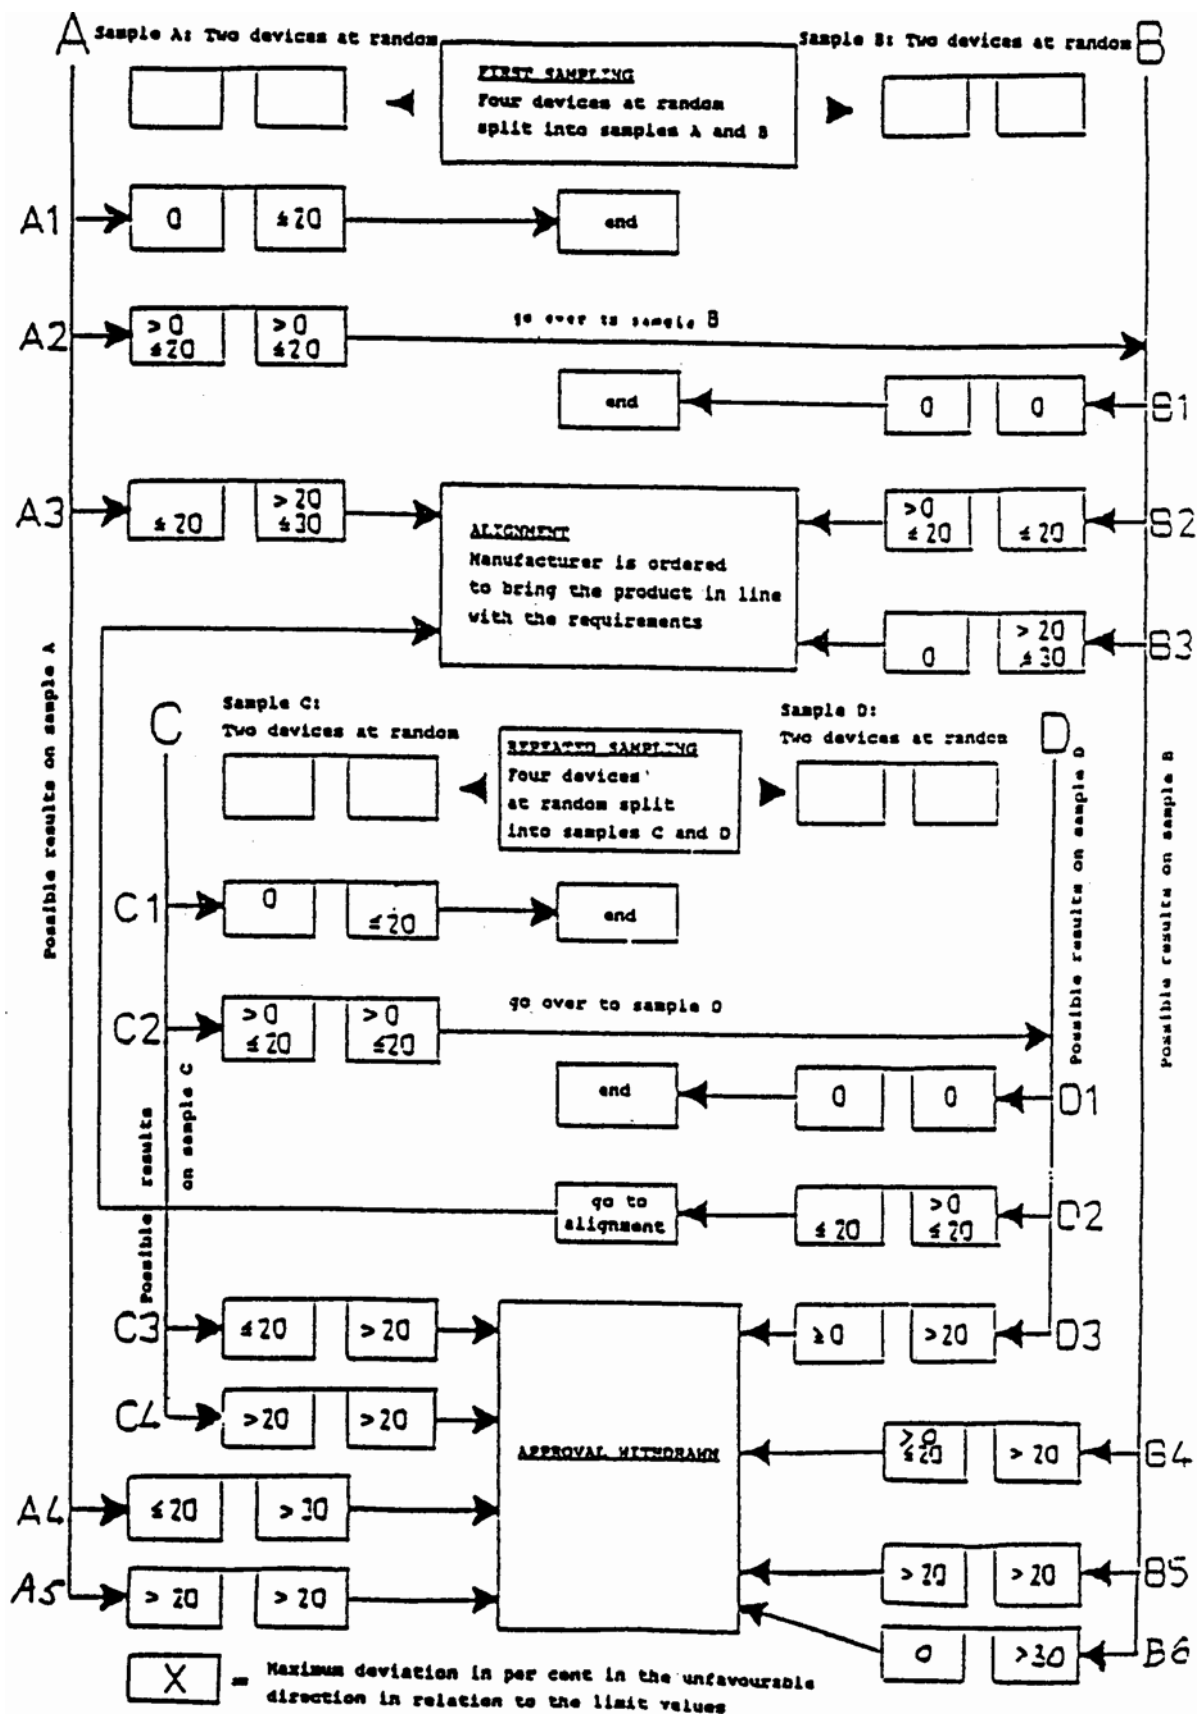 A
Sample A: Two devices at random
Sample B: Two devices at random
B
FIRST SAMPLING
Four devices at random
split into samples A and B
A1
0
≤20
end
A2
>0
≤20
>0
≤20
go over to sample B
end
0
0
B1
A3
≤20
>20
≤30
ALIGNMENT
Manufacturer is ordered
to bring the product in line
with the requirements
>0
≤20
≤20
B2
0
>20
≤30
B3
Possible results on sample A
C
Sample C:
Two devices at random
REPEATED SAMPLING
Four devices
at random split
into samples C and D
Sample D:
Two devices at random
D
Possible results on sample D
Possible results on sample B
C1
0
≤20
end
C2
>0
≤20
>0
≤20
go over to sample D
end
0
0
D1
Possible results
on sample C
go to
alignment
≤20
>0
≤20
D2
C3
≤20
>20
≥0
>20
D3
C4
>20
>20
APPROVAL WITHDRAWN
>0
≤20
>20
B4
A4
≤20
>30
A5
>20
>20
>20
>20
B5
0
>30
B6
X
= Maximum deviation in per cent in the unfavourable
direction in relation to the limit values